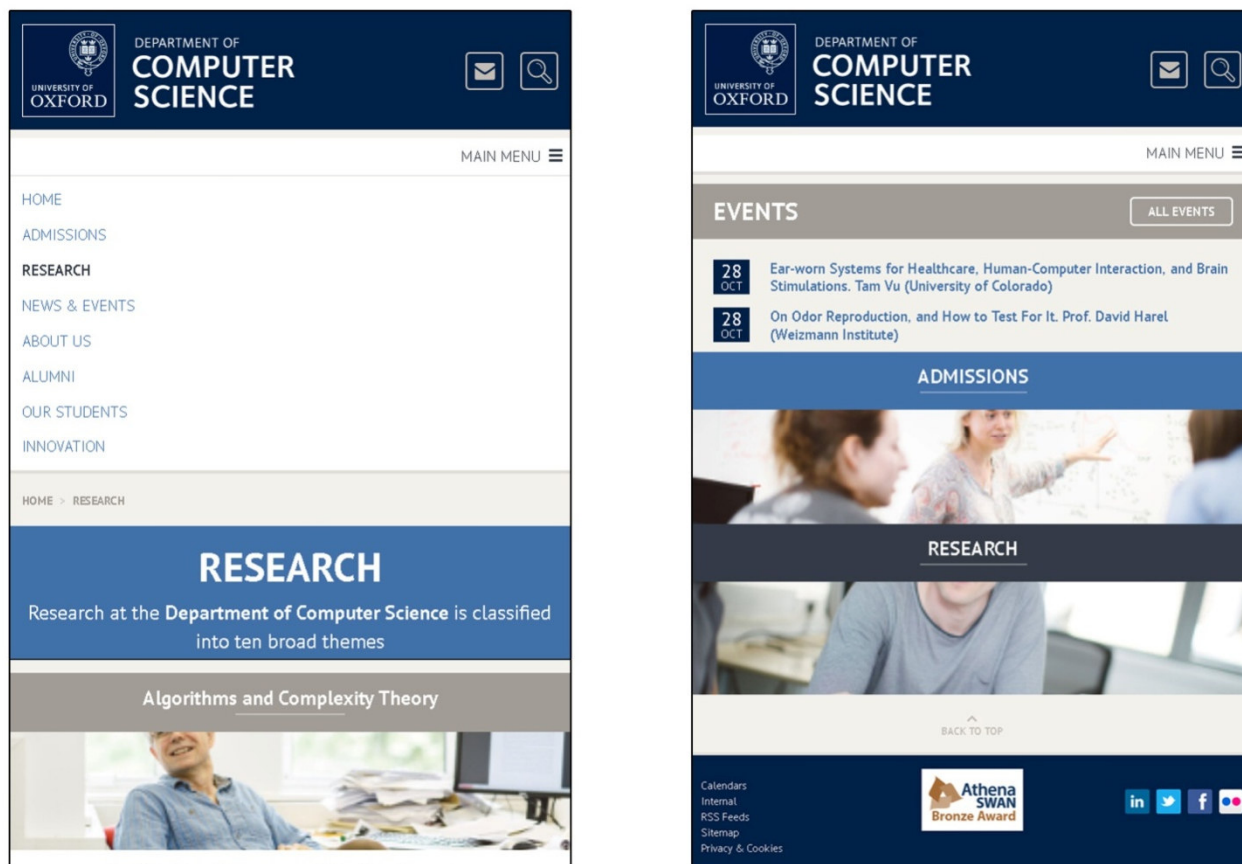 UNIVERSITY OF
OXFORD
DEPARTMENT OF
COMPUTER
SCIENCE
MAIN MENU
HOME
ADMISSIONS
RESEARCH
NEWS & EVENTS
ABOUT US
ALUMNI
OUR STUDENTS
INNOVATION
HOME > RESEARCH
RESEARCH
Research at the Department of Computer Science is classified
into ten broad themes
Algorithms and Complexity Theory
UNIVERSITY OF
OXFORD
DEPARTMENT OF
COMPUTER
SCIENCE
MAIN MENU
EVENTS
ALL EVENTS
28
OCT
Ear-worn Systems for Healthcare, Human-Computer Interaction, and Brain
Stimulations. Tam Vu (University of Colorado)
28
OCT
On Odor Reproduction, and How to Test For It. Prof. David Harel
(Weizmann Institute)
ADMISSIONS
RESEARCH
BACK TO TOP
Calendars
Internal
RSS Feeds
Sitemap
Privacy & Cookies
Athena
SWAN
Bronze Award
in
f